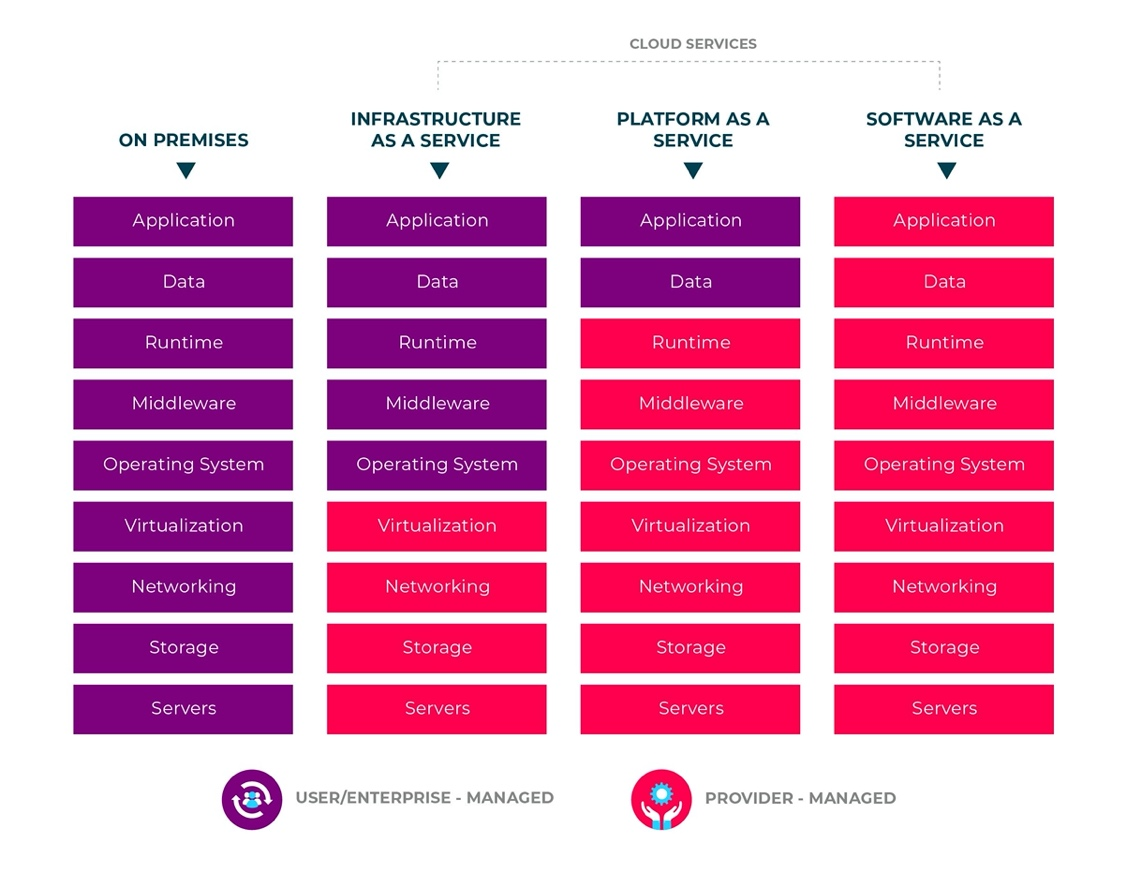 CLOUD SERVICES
ON PREMISES
INFRASTRUCTURE
AS A SERVICE
PLATFORM AS A
SERVICE
SOFTWARE AS A
SERVICE
Application
Application
Application
Application
Data
Data
Data
Data
Runtime
Runtime
Runtime
Runtime
Middleware
Middleware
Middleware
Middleware
Operating System
Operating System
Operating System
Operating System
Virtualization
Virtualization
Virtualization
Virtualization
Networking
Networking
Networking
Networking
Storage
Storage
Storage
Storage
Servers
Servers
Servers
Servers
USER/ENTERPRISE - MANAGED
PROVIDER - MANAGED